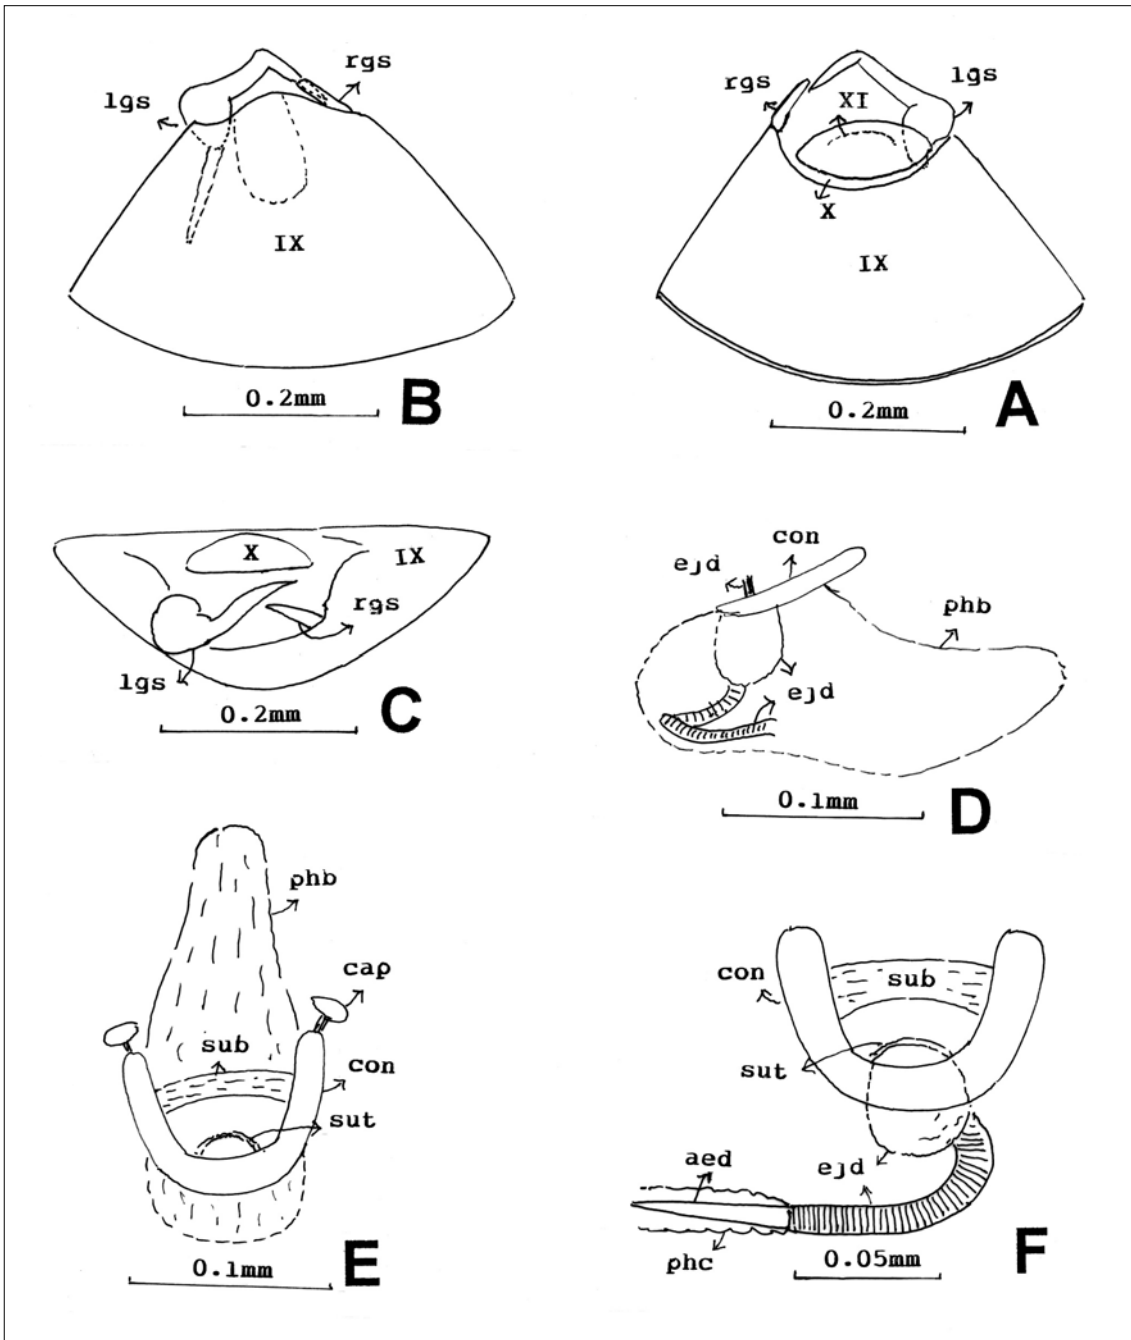 rgs
lgs
IX
0.2mm
B
rgs
lgs
XI
X
IX
0.2mm
A
X
IX
rgs
lgs
0.2mm
C
con
ejd
phb
ejd
0.1mm
D
phb
cap
sub
con
sut
0.1mm
E
con
sub
sut
aed
ejd
phc
0.05mm
F